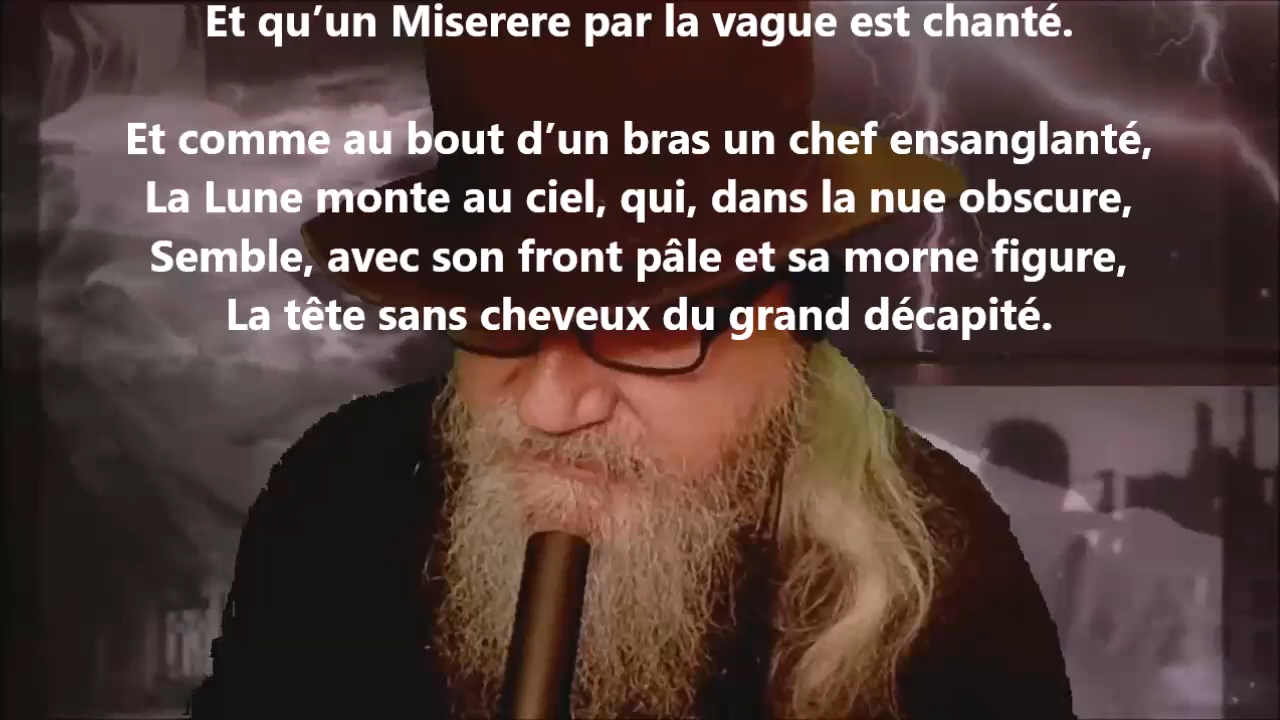 Et qu’un Miserere par la vague est chanté.
Et comme au bout d’un bras un chef ensanglanté,
La Lune monte au ciel, qui, dans la nue obscure,
Semble, avec son front pâle et sa morne figure,
La tête sans cheveux du grand décapité.